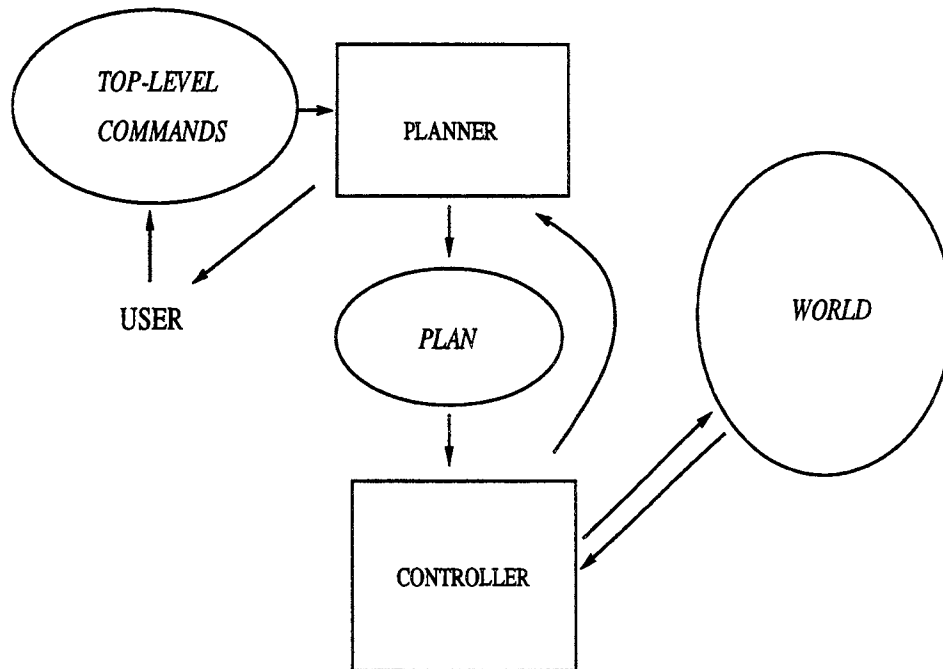 TOP-LEVEL
COMMANDS
PLANNER
USER
PLAN
WORLD
CONTROLLER